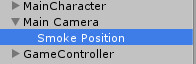 MainCharacter
Main Camera
Smoke Position
GameController